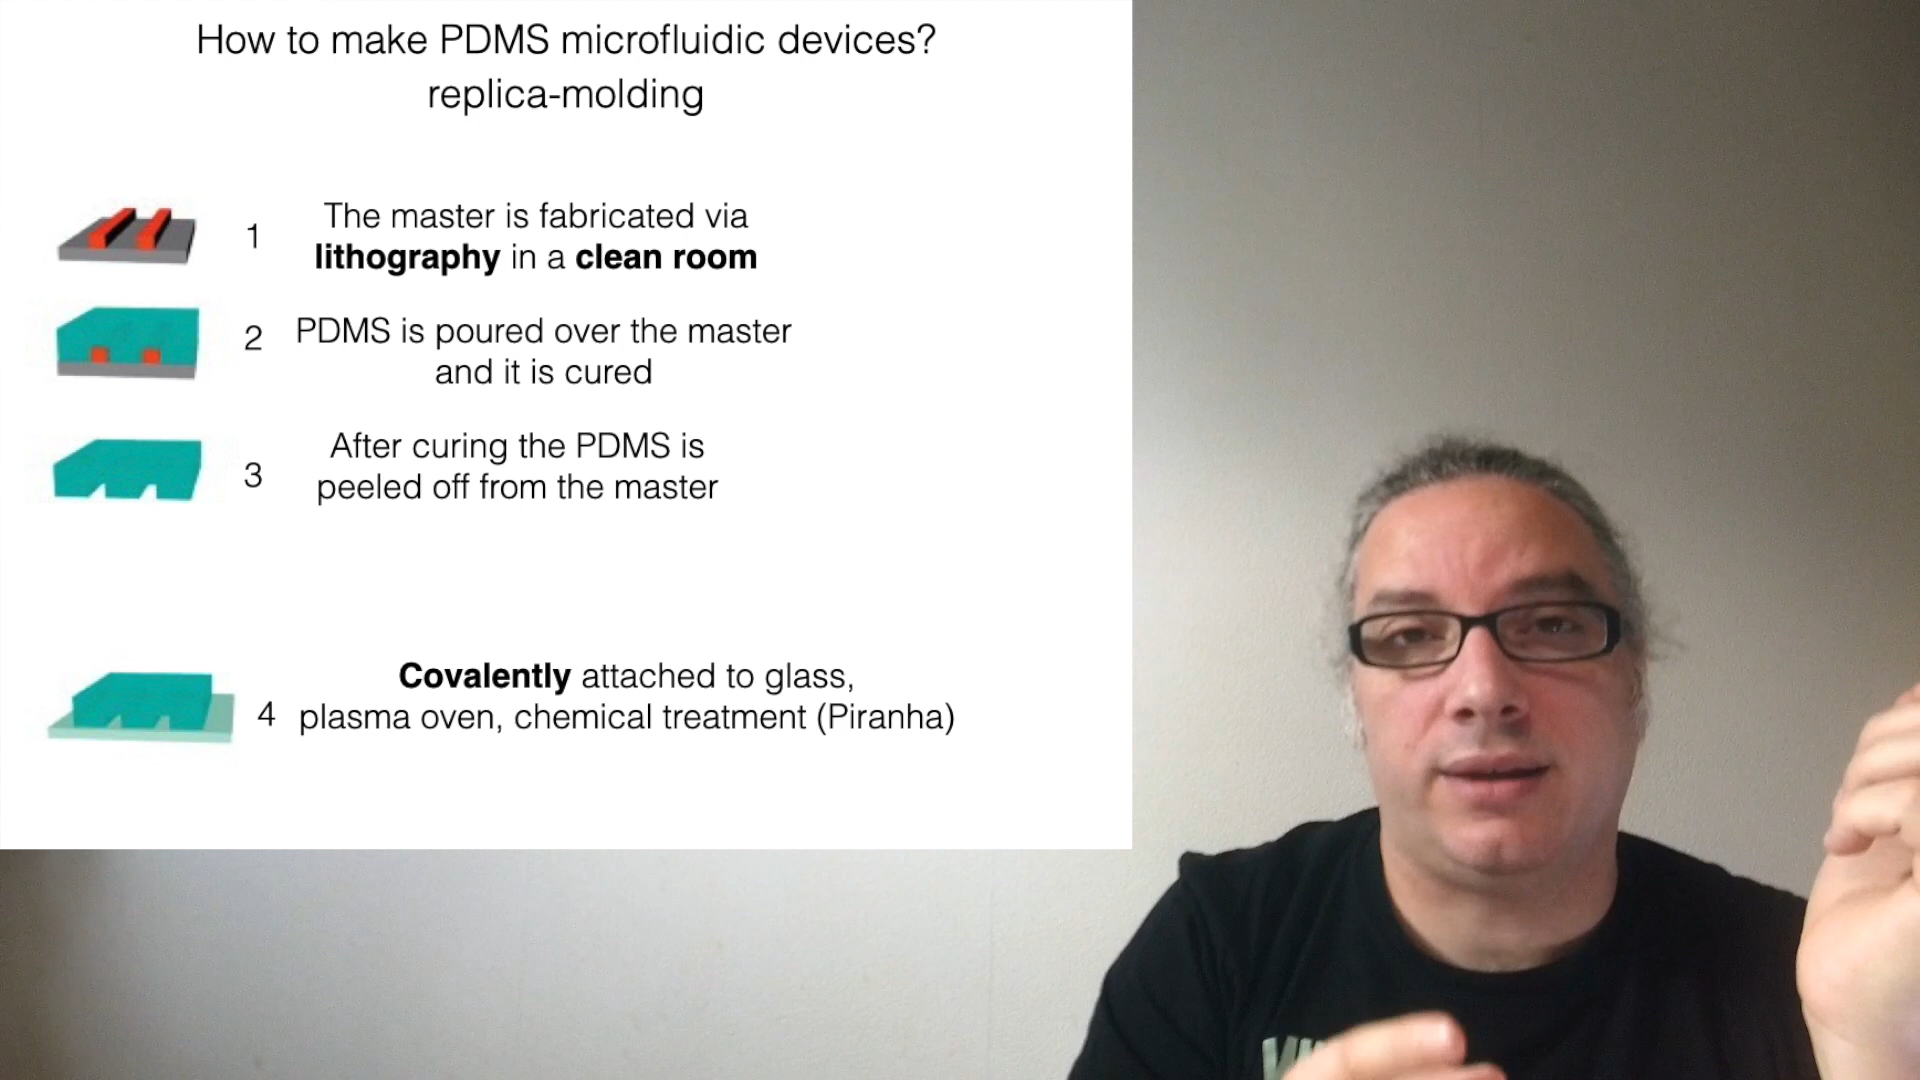 How to make PDMS microfluidic devices?
replica-molding
1
The master is fabricated via
lithography in a clean room
2
PDMS is poured over the master
and it is cured
3
After curing the PDMS is
peeled off from the master
4
Covalently attached to glass,
plasma oven, chemical treatment (Piranha)